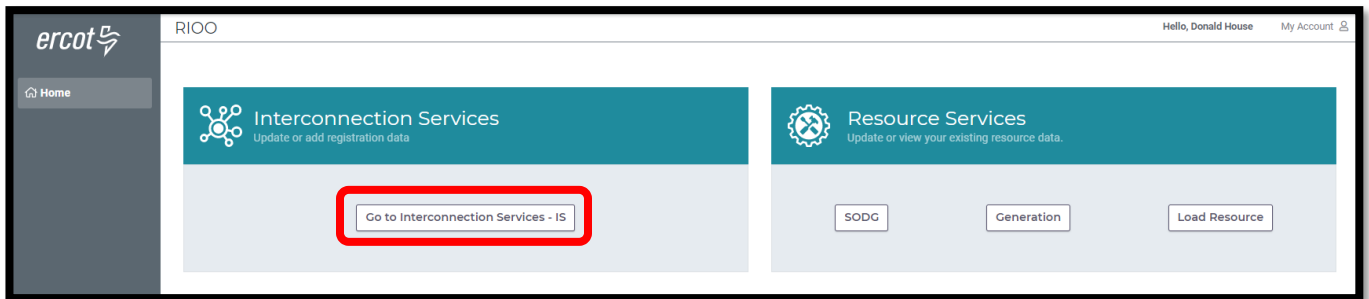 ercot
RIOO
Hello, Donald House
My Account
Home
Interconnection Services
Update or add registration data
Go to Interconnection Services - IS
Resource Services
Update or view your existing resource data.
SODG
Generation
Load Resource